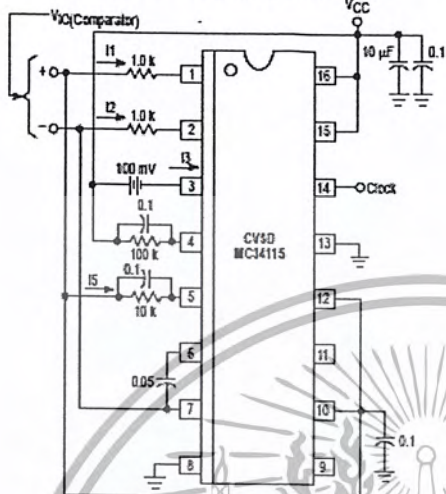 VIO(Comparator)
VCC
I1
1.0 k
1
16
10 µF
0.1
+
I2
1.0 k
2
15
−
100 mV
I3
3
14
Clock
0.1
100 k
4
CVSD
MC34115
13
I5
0.1
10 k
5
12
6
11
0.05
7
10
0.1
8
9